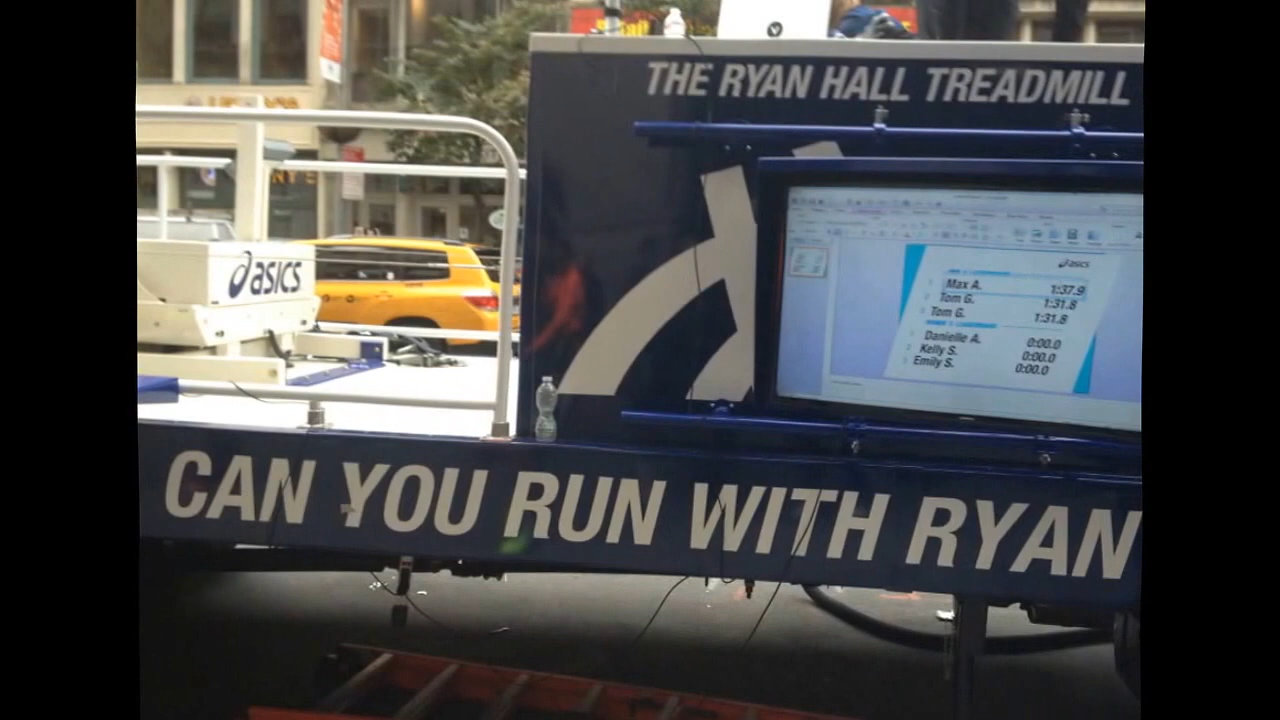 THE RYAN HALL TREADMILL
asics
asics
Max A. 1:37.9
Tom G. 1:31.8
Tom G. 1:31.8
Danielle A. 0:00.0
Kelly S. 0:00.0
Emily S. 0:00.0
CAN YOU RUN WITH RYAN